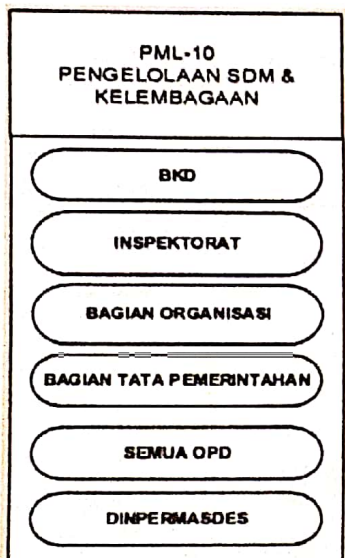 PML-10
PENGELOLAAN SDM &
KELEMBAGAAN
BKD
INSPEKTORAT
BAGIAN ORGANISASI
BAGIAN TATA PEMERINTAHAN
SEMUA OPD
DINPERMASDES